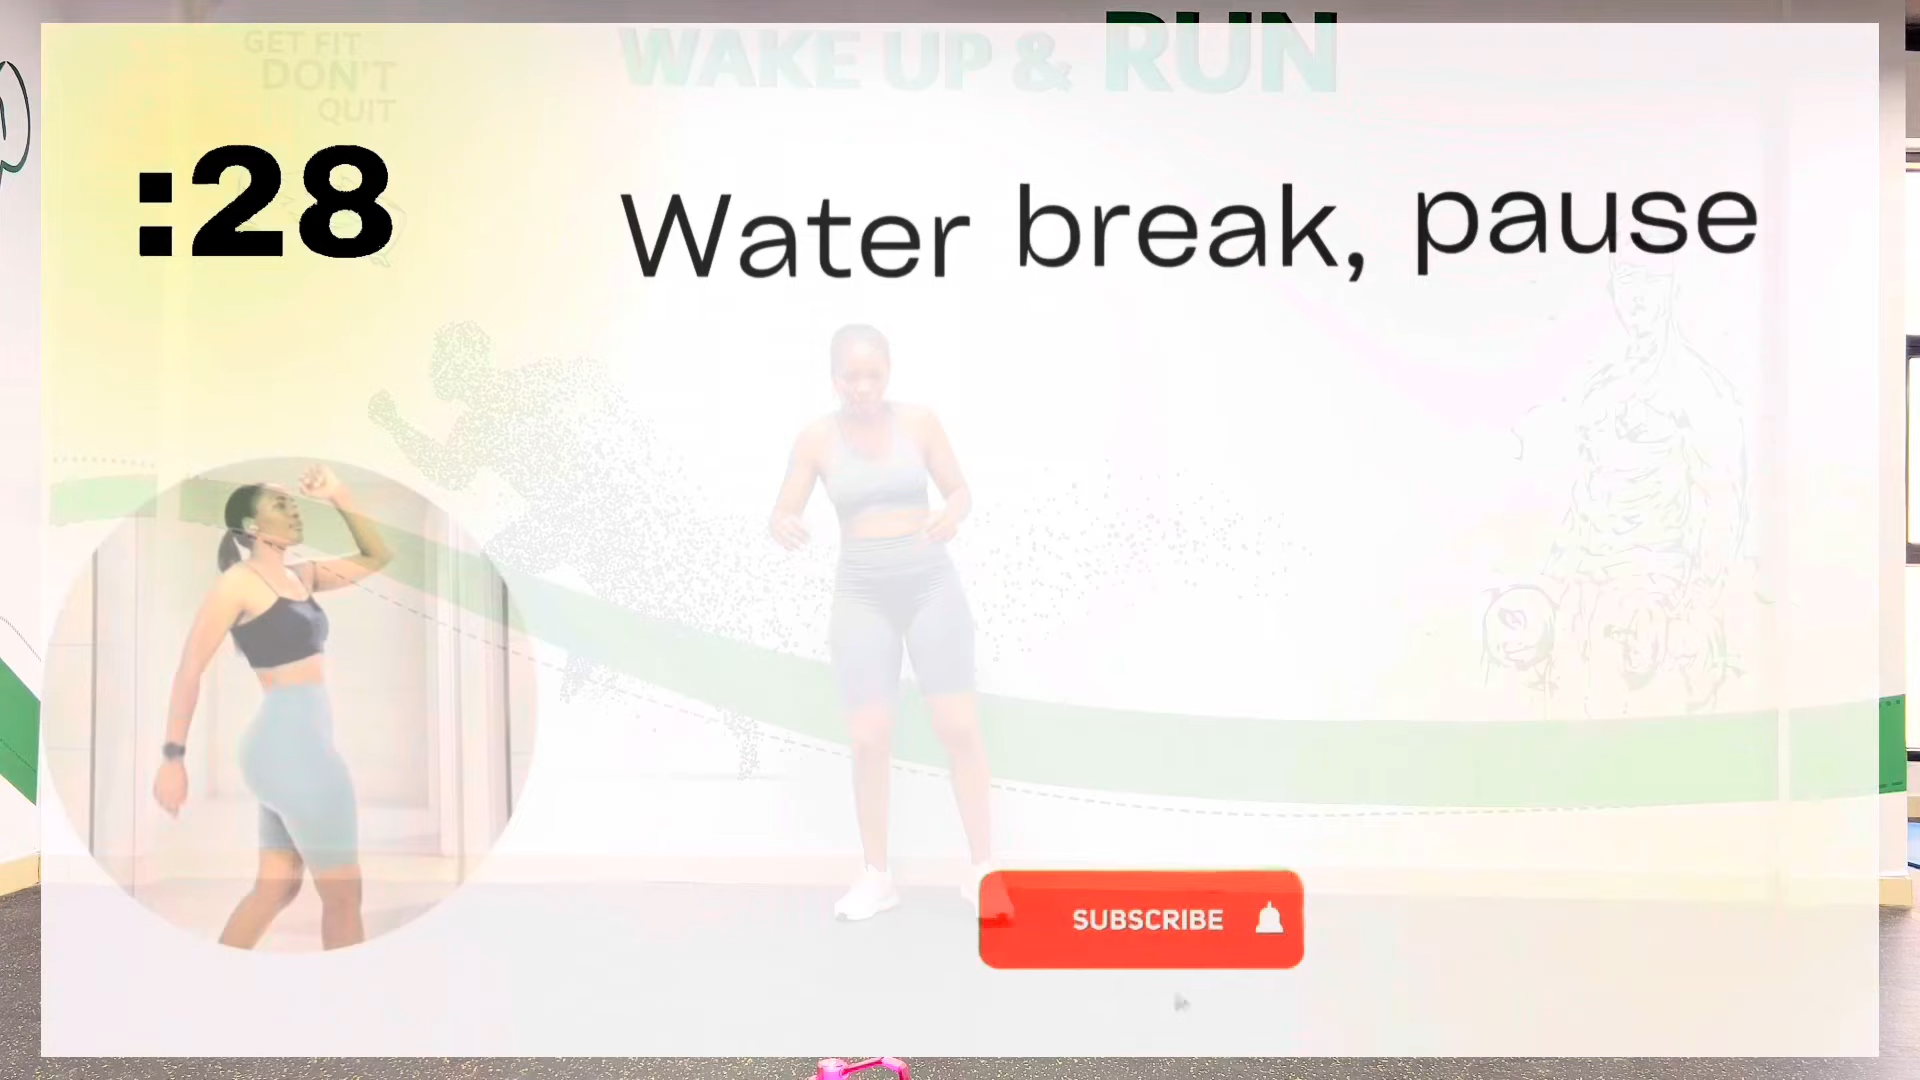 GET FIT
DON'T
QUIT
WAKE UP & RUN
:28
Water break, pause
SUBSCRIBE